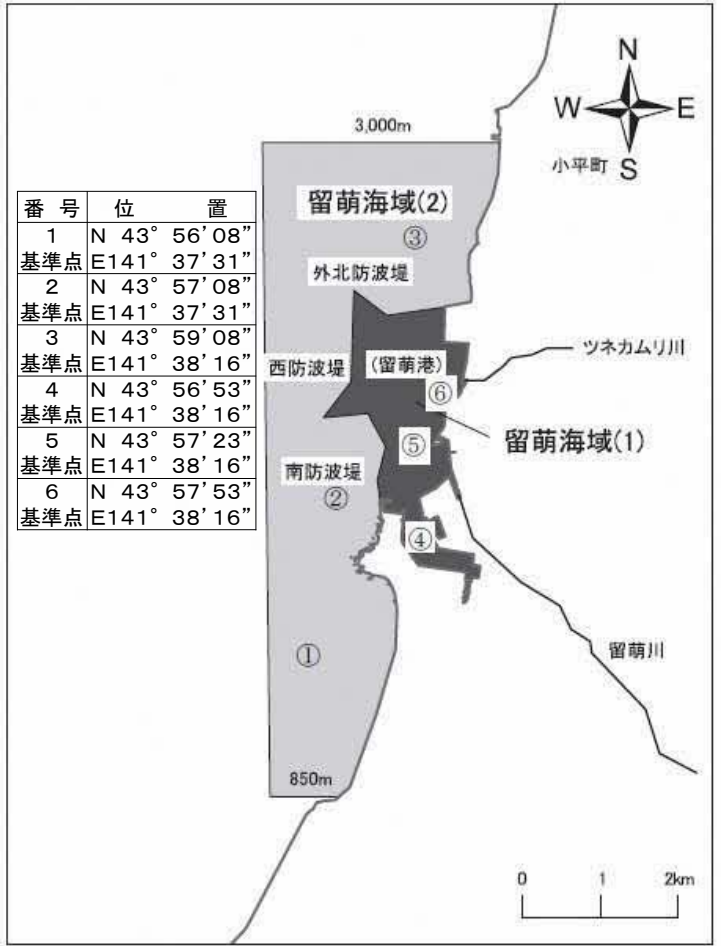 N
W E
S
小平町
3,000m
番 号 位 置
1 N 43° 56’08”
基準点 E141° 37’31”
2 N 43° 57’08”
基準点 E141° 37’31”
3 N 43° 59’08”
基準点 E141° 38’16”
4 N 43° 56’53”
基準点 E141° 38’16”
5 N 43° 57’23”
基準点 E141° 38’16”
6 N 43° 57’53”
基準点 E141° 38’16”
留萌海域(2)
③
外北防波堤
ツネカムリ川
西防波堤
(留萌港)
⑥
⑤
留萌海域(1)
南防波堤
②
④
①
留萌川
850m
0 1 2km